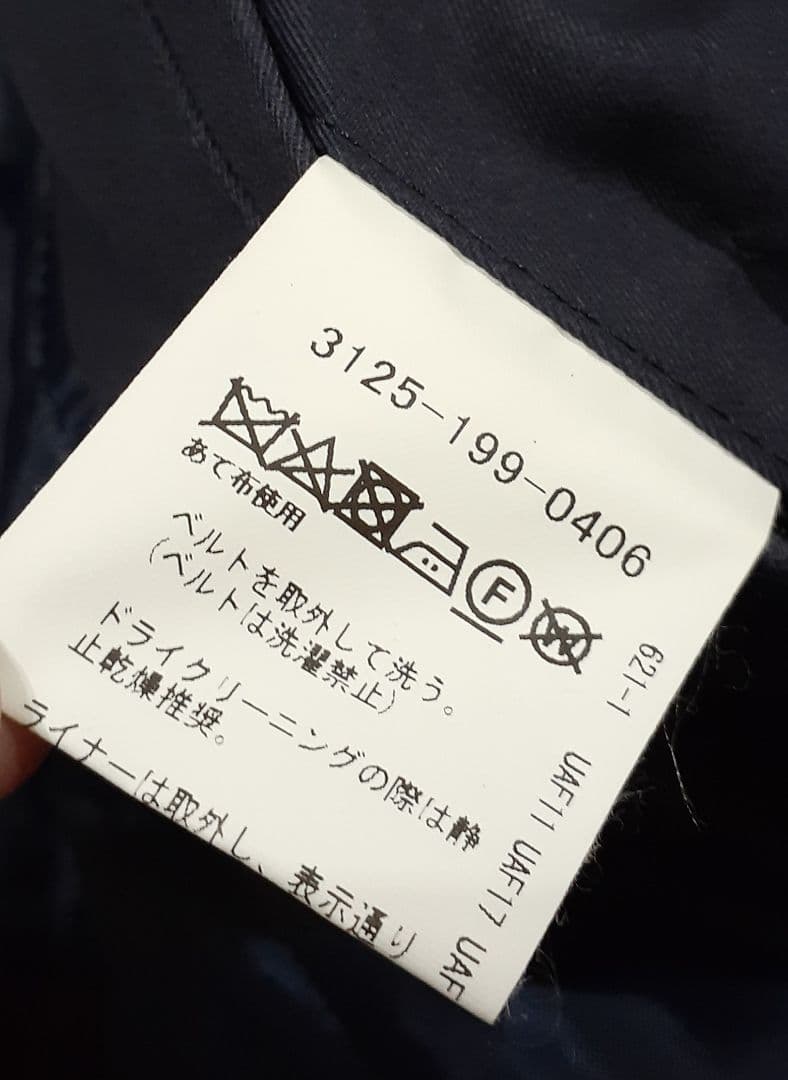 3125-199-0406
F
W
あて布使用
ベルトを取外して洗う。
(ベルトは洗濯禁止)
ドライクリーニングの際は静
止乾燥推奨。
ライナーは取外し、表示通り
621-1 UAF11 UAF17 UAF